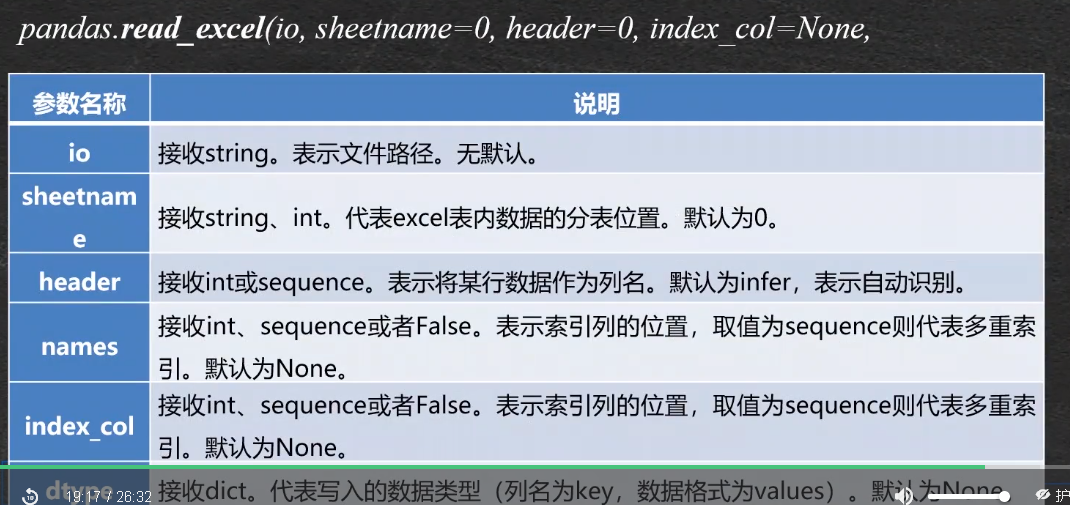 pandas.read_excel(io, sheetname=0, header=0, index_col=None,
参数名称 说明
io 接收string。表示文件路径。无默认。
sheetnam
e
接收string、int。代表excel表内数据的分表位置。默认为0。
header 接收int或sequence。表示将某行数据作为列名。默认为infer，表示自动识别。
names
接收int、sequence或者False。表示索引列的位置，取值为sequence则代表多重索
引。默认为None。
index_col
接收int、sequence或者False。表示索引列的位置，取值为sequence则代表多重索
引。默认为None。
dtype 接收dict。代表写入的数据类型（列名为key，数据格式为values）。默认为None。
19:17 / 26:32
护